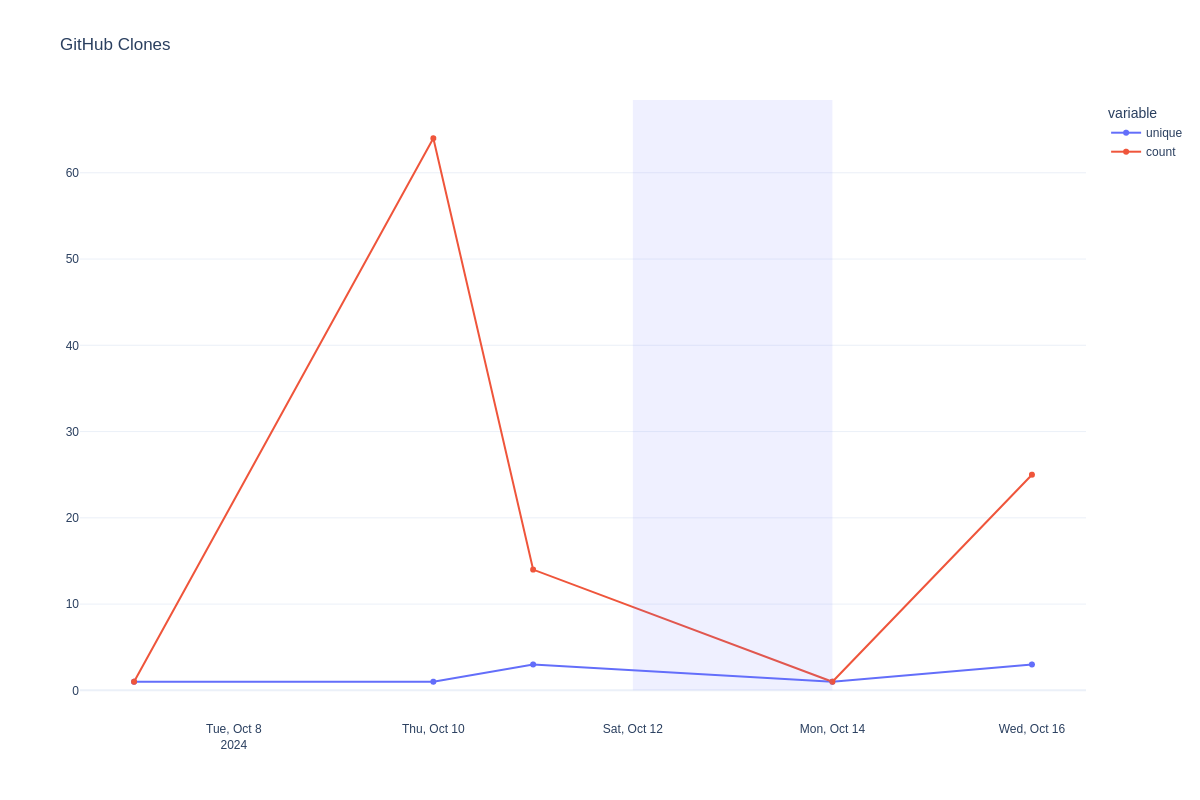 GitHub Clones
variable
unique
count
60
50
40
30
20
10
0
Tue, Oct 8
2024
Thu, Oct 10
Sat, Oct 12
Mon, Oct 14
Wed, Oct 16